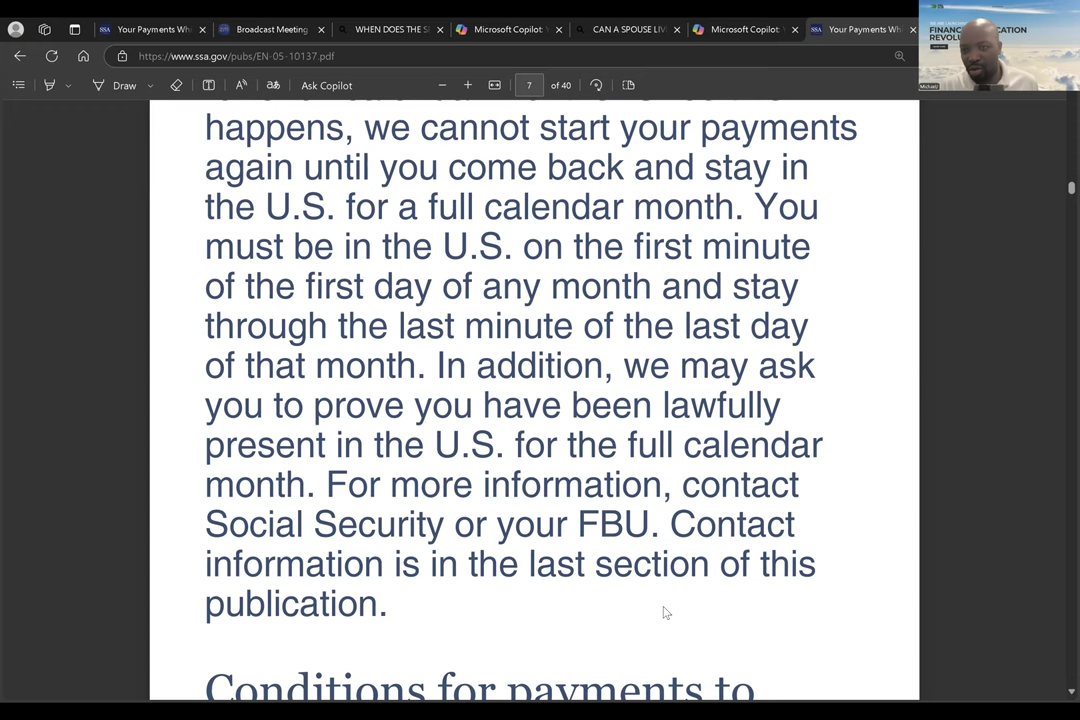 Your Payments Wh
Broadcast Meeting
WHEN DOES THE S
Microsoft Copilot: V
CAN A SPOUSE LIV
Microsoft Copilot:
Your Payments Wh
https://www.ssa.gov/pubs/EN-05-10137.pdf
Draw
Ask Copilot
7 of 40
Michael
happens, we cannot start your payments
again until you come back and stay in
the U.S. for a full calendar month. You
must be in the U.S. on the first minute
of the first day of any month and stay
through the last minute of the last day
of that month. In addition, we may ask
you to prove you have been lawfully
present in the U.S. for the full calendar
month. For more information, contact
Social Security or your FBU. Contact
information is in the last section of this
publication.
Conditions for payments to